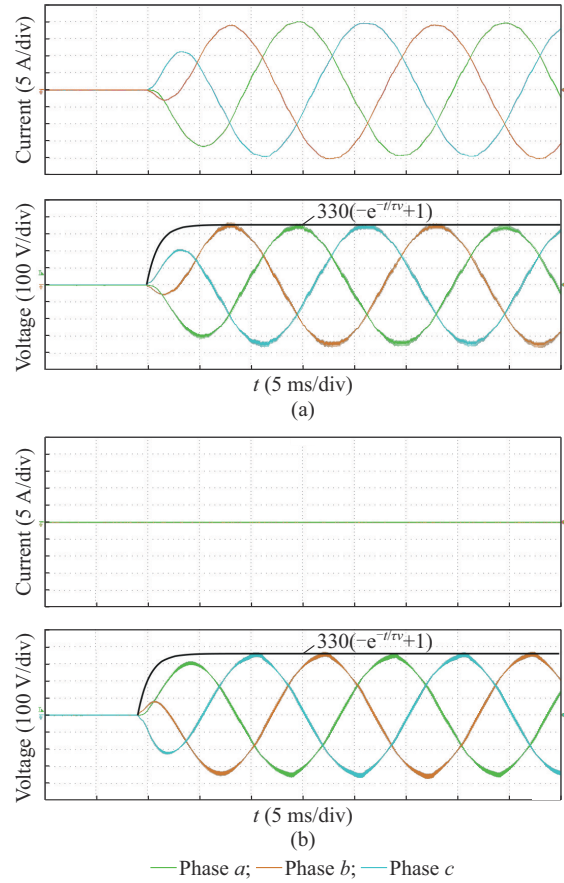 Current (5 A/div)
330(−e−t/τv+1)
Voltage (100 V/div)
t (5 ms/div)
(a)
Current (5 A/div)
330(−e−t/τv+1)
Voltage (100 V/div)
t (5 ms/div)
(b)
Phase a; Phase b; Phase c